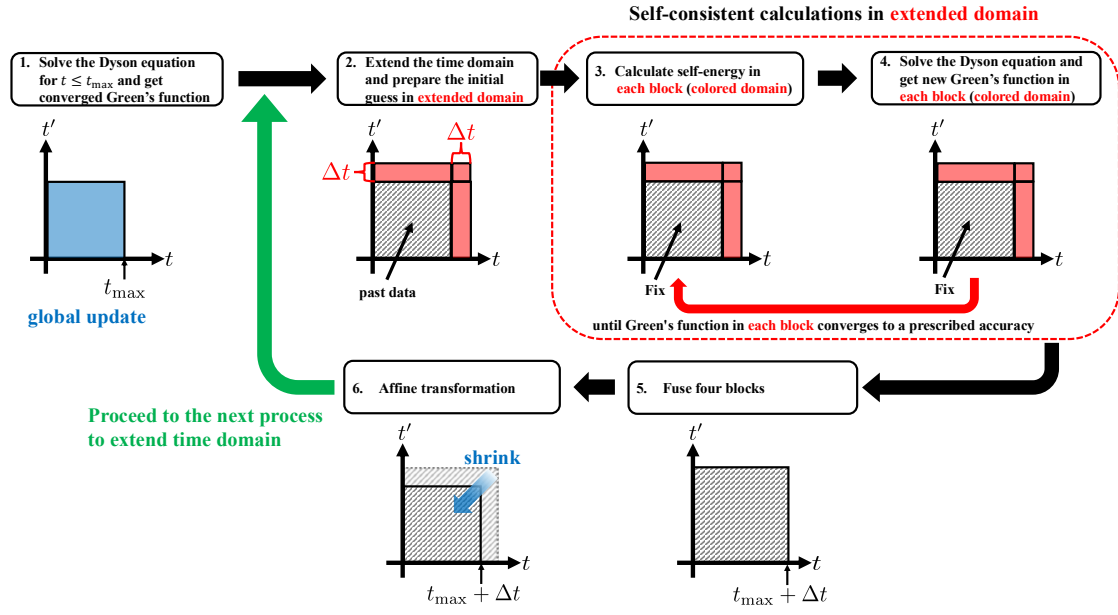 Self-consistent calculations in extended domain
1. Solve the Dyson equation
for t ≤ t_max and get
converged Green's function
2. Extend the time domain
and prepare the initial
guess in extended domain
3. Calculate self-energy in
each block (colored domain)
4. Solve the Dyson equation and
get new Green's function in
each block (colored domain)
t′
t
t_max
global update
t′
Δt
Δt
t
past data
t′
t
Fix
t′
t
Fix
until Green's function in each block converges to a prescribed accuracy
6. Affine transformation
5. Fuse four blocks
Proceed to the next process
to extend time domain
t′
shrink
t
t_max + Δt
t′
t
t_max + Δt